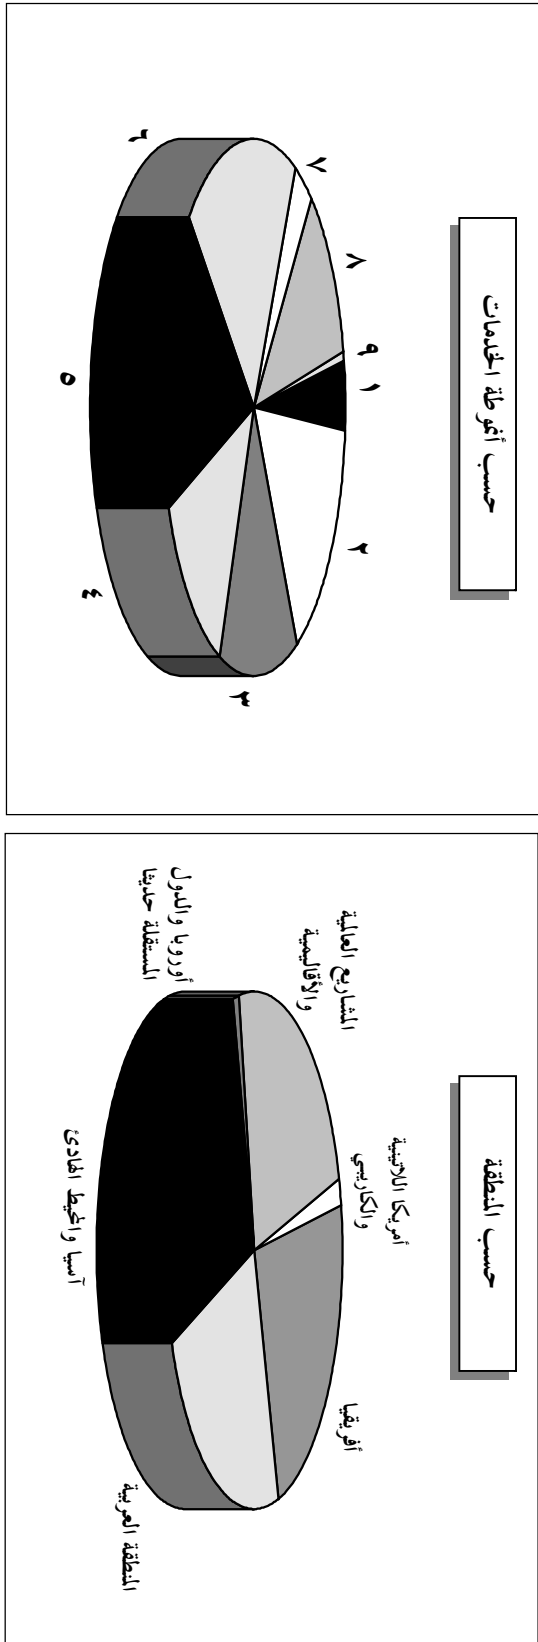 حسب المنطقة
أفريقيا
أمريكا اللاتينية
والكاريبي
المشاريع العالمية
والأقاليمية
المنطقة العربية
أوروبا والدول
المستقلة حديثا
آسيا والمحيط الهادئ
حسب أنموطة الخدمات
١
٢
٣
٤
٥
٦
٧
٨
٩